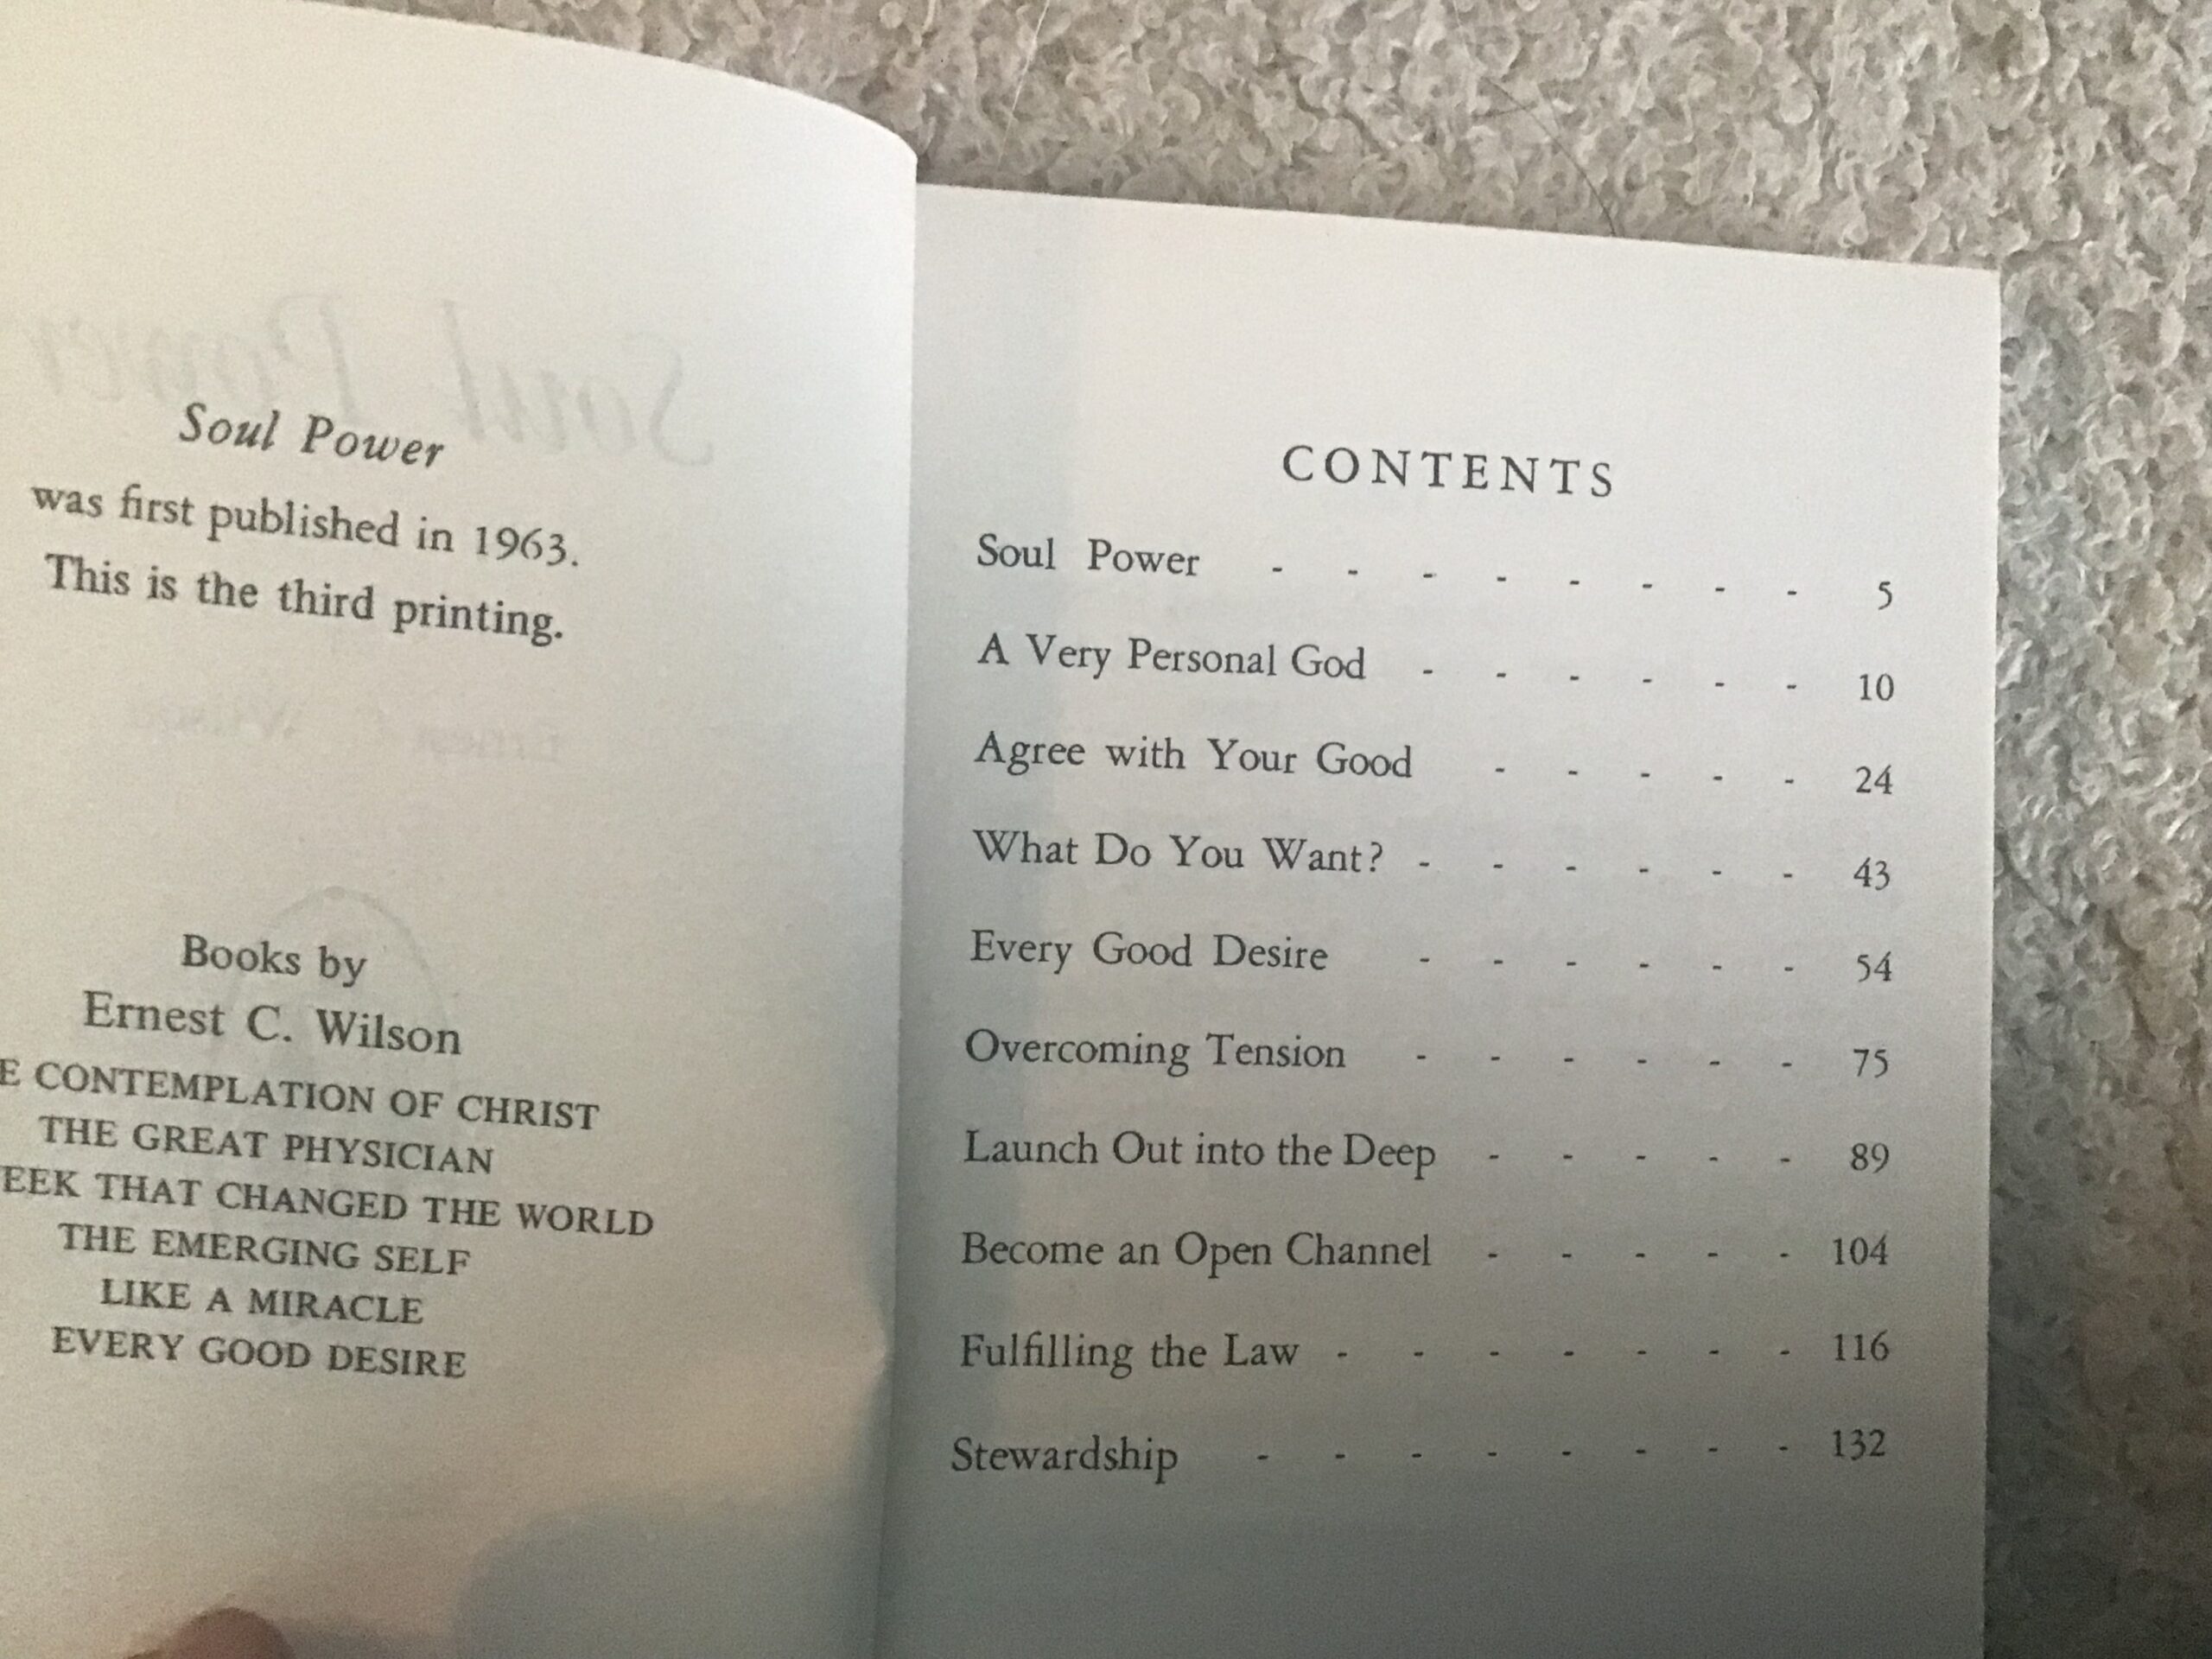 Soul Power
was first published in 1963.
This is the third printing.
Books by
Ernest C. Wilson
E CONTEMPLATION OF CHRIST
THE GREAT PHYSICIAN
EEK THAT CHANGED THE WORLD
THE EMERGING SELF
LIKE A MIRACLE
EVERY GOOD DESIRE
CONTENTS
Soul Power - - - - - - - - 5
A Very Personal God - - - - - - 10
Agree with Your Good - - - - - 24
What Do You Want? - - - - - - 43
Every Good Desire - - - - - - 54
Overcoming Tension - - - - - - 75
Launch Out into the Deep - - - - - 89
Become an Open Channel - - - - - 104
Fulfilling the Law - - - - - - - 116
Stewardship - - - - - - - - 132